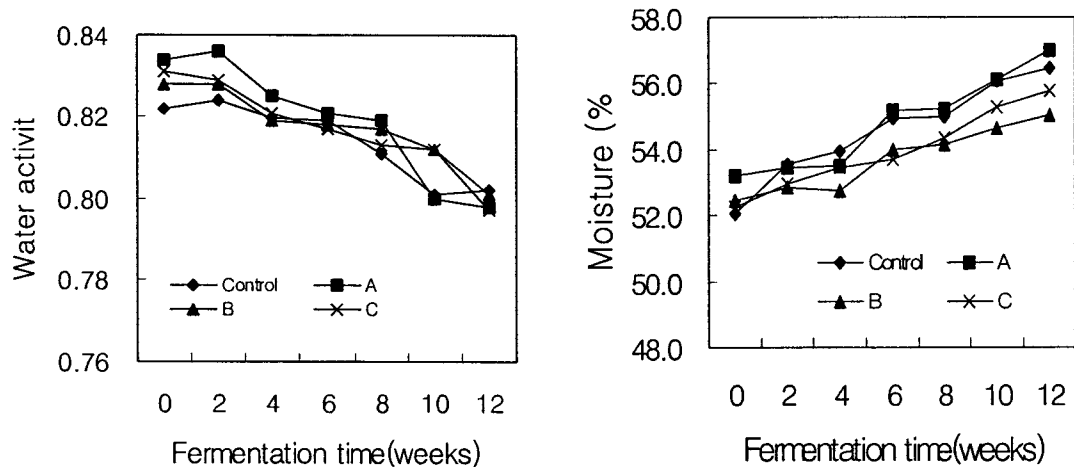 0.84
0.82
0.80
0.78
0.76
Water activit
Control
A
B
C
0 2 4 6 8 10 12
Fermentation time(weeks)
58.0
56.0
54.0
52.0
50.0
48.0
Moisture (%
Control
A
B
C
0 2 4 6 8 10 12
Fermentation time(weeks)